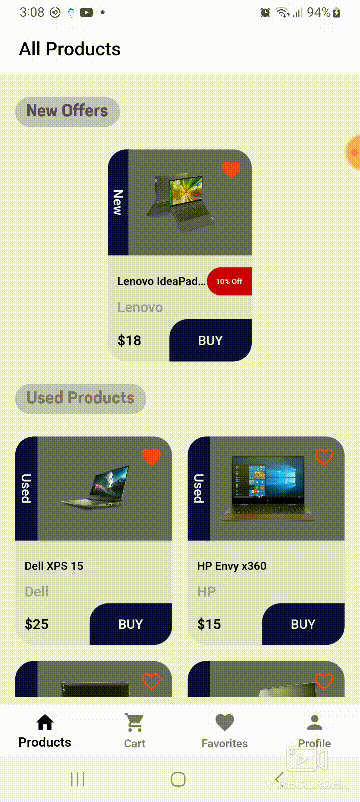 3:08
94%
All Products
New Offers
New
Lenovo IdeaPad...
10% Off
Lenovo
$18
BUY
Used Products
Used
Used
Dell XPS 15
HP Envy x360
Dell
HP
$25
BUY
$15
BUY
Products
Cart
Favorites
Profile